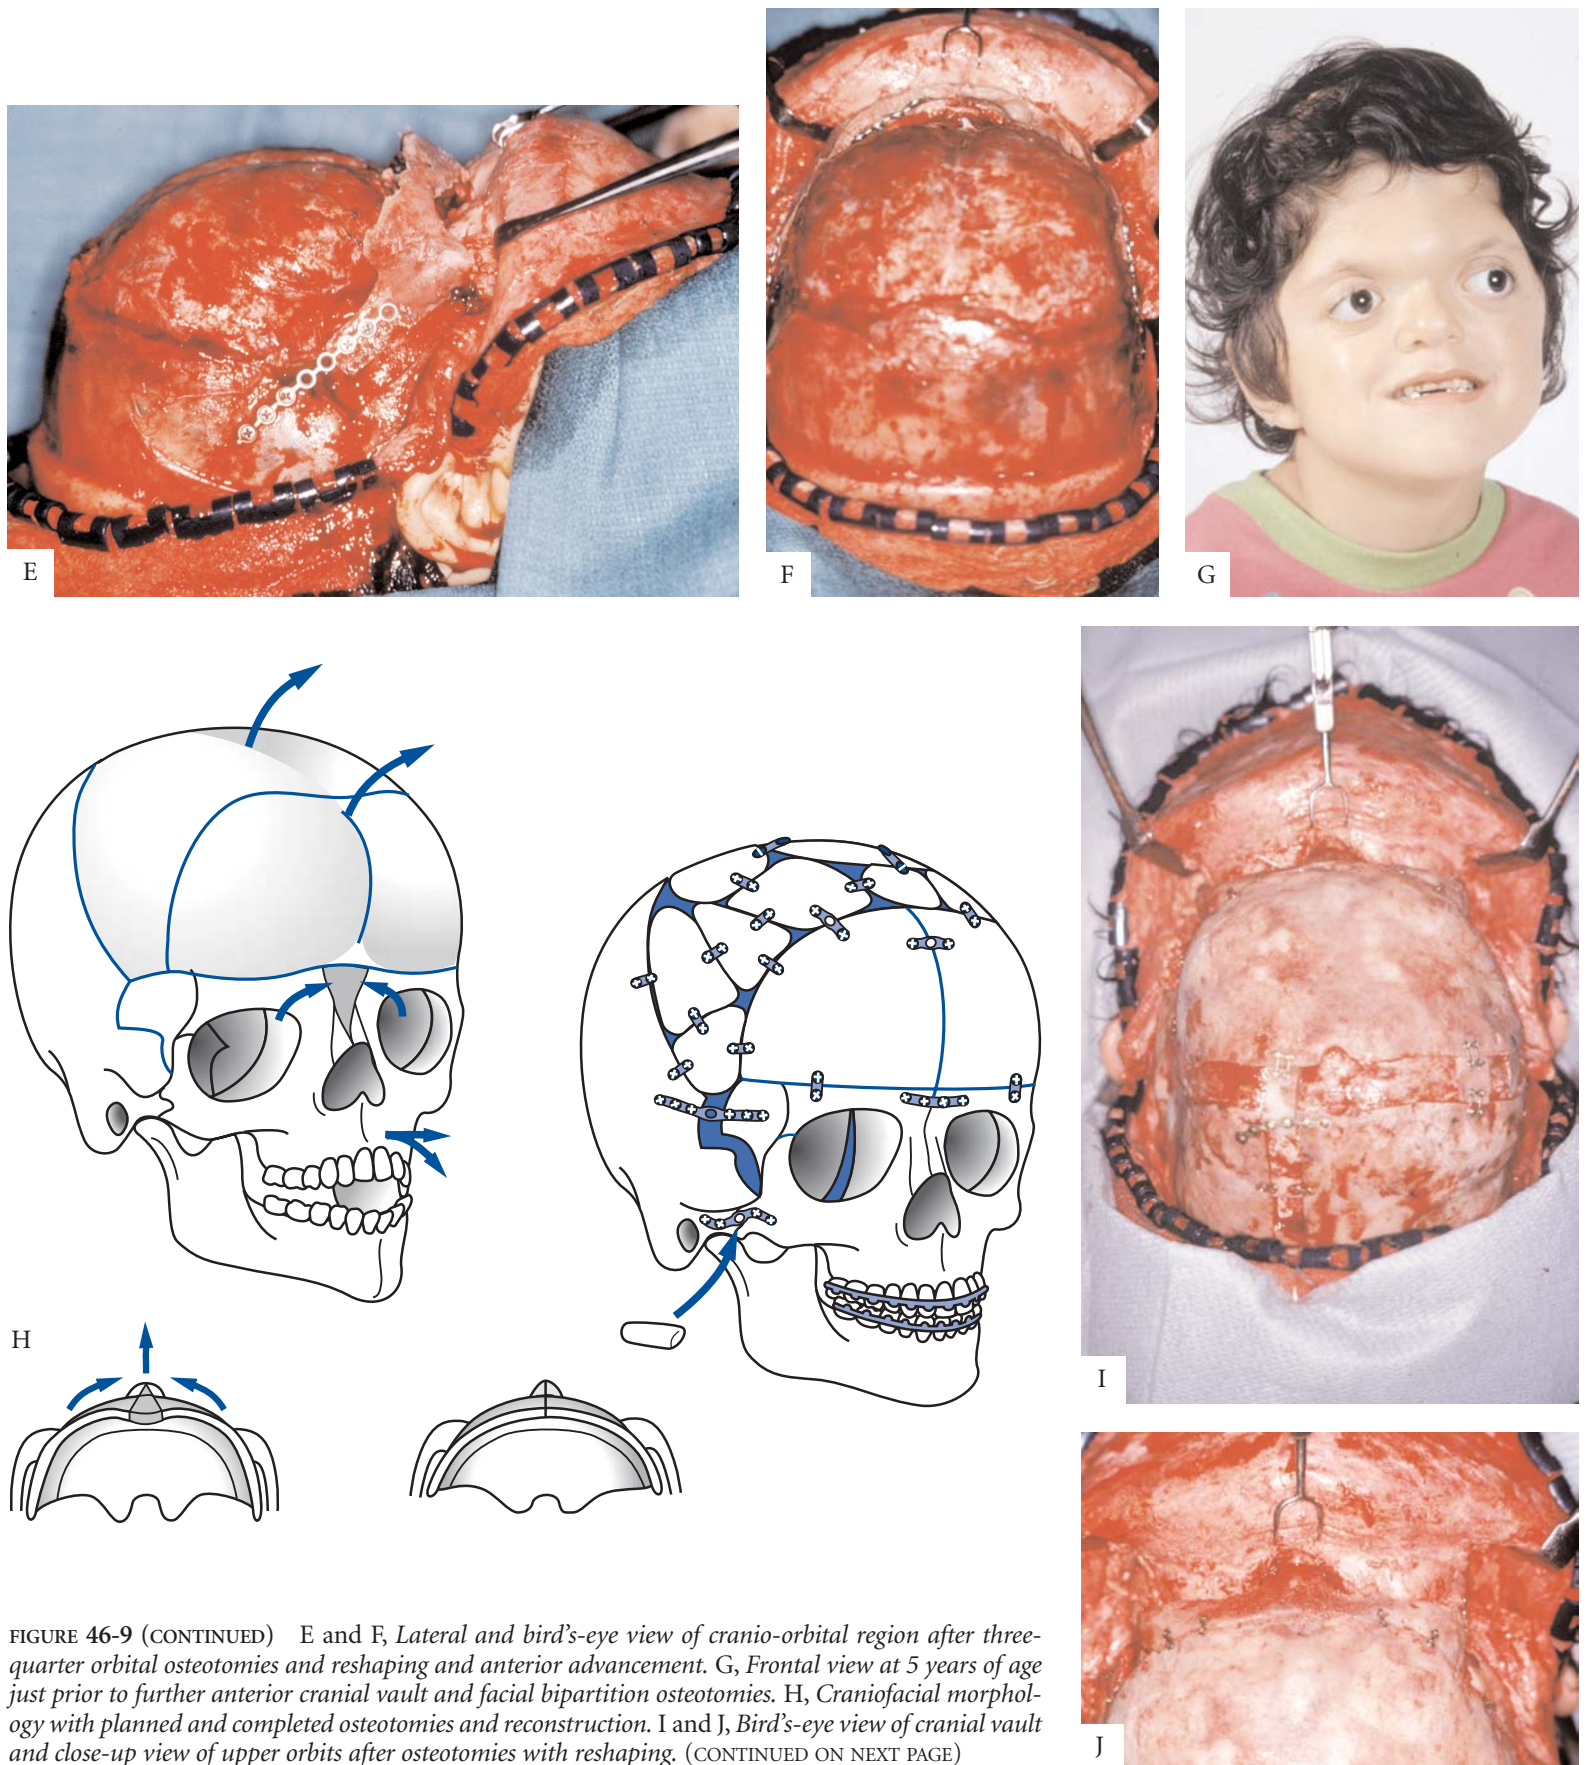 E
F
G
H
I
J
FIGURE 46-9 (CONTINUED) E and F, Lateral and bird's-eye view of cranio-orbital region after three-
quarter orbital osteotomies and reshaping and anterior advancement. G, Frontal view at 5 years of age
just prior to further anterior cranial vault and facial bipartition osteotomies. H, Craniofacial morphol-
ogy with planned and completed osteotomies and reconstruction. I and J, Bird's-eye view of cranial vault
and close-up view of upper orbits after osteotomies with reshaping. (CONTINUED ON NEXT PAGE)